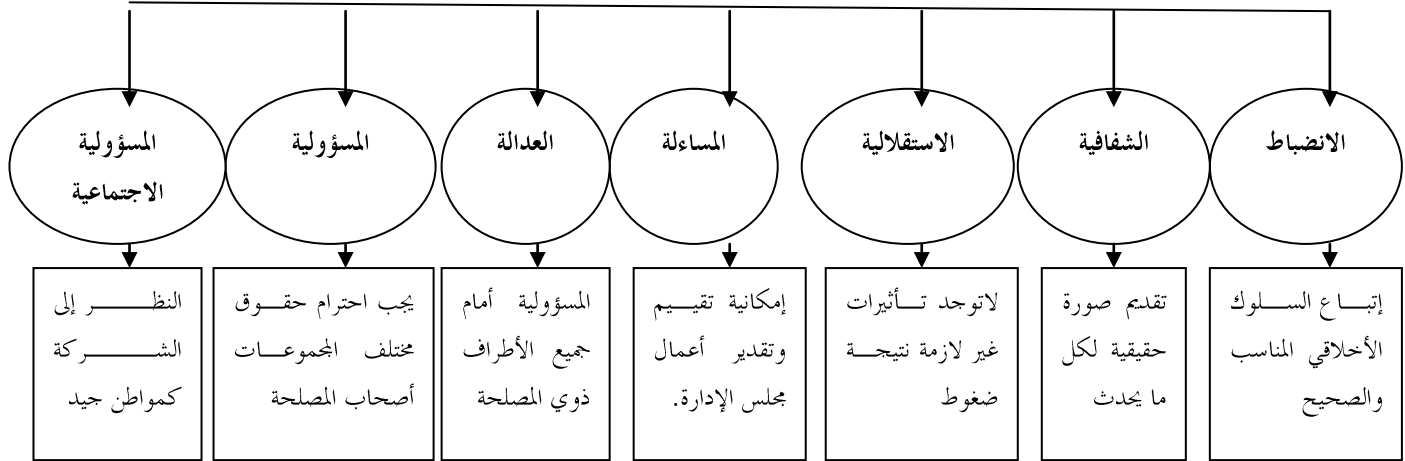 الانضباط
الشفافية
الاستقلالية
المساءلة
العدالة
المسؤولية
المسؤولية
الاجتماعية
إتباع السلوك
الأخلاقي المناسب
والصحيح
تقديم صورة
حقيقية لكل
ما يحدث
لاتوجد تأثيرات
غير لازمة نتيجة
ضغوط
إمكانية تقييم
وتقدير أعمال
مجلس الإدارة.
المسؤولية أمام
جميع الأطراف
ذوي المصلحة
يجب احترام حقوق
مختلف المجموعات
أصحاب المصلحة
النظر إلى
الشركة
كمواطن جيد